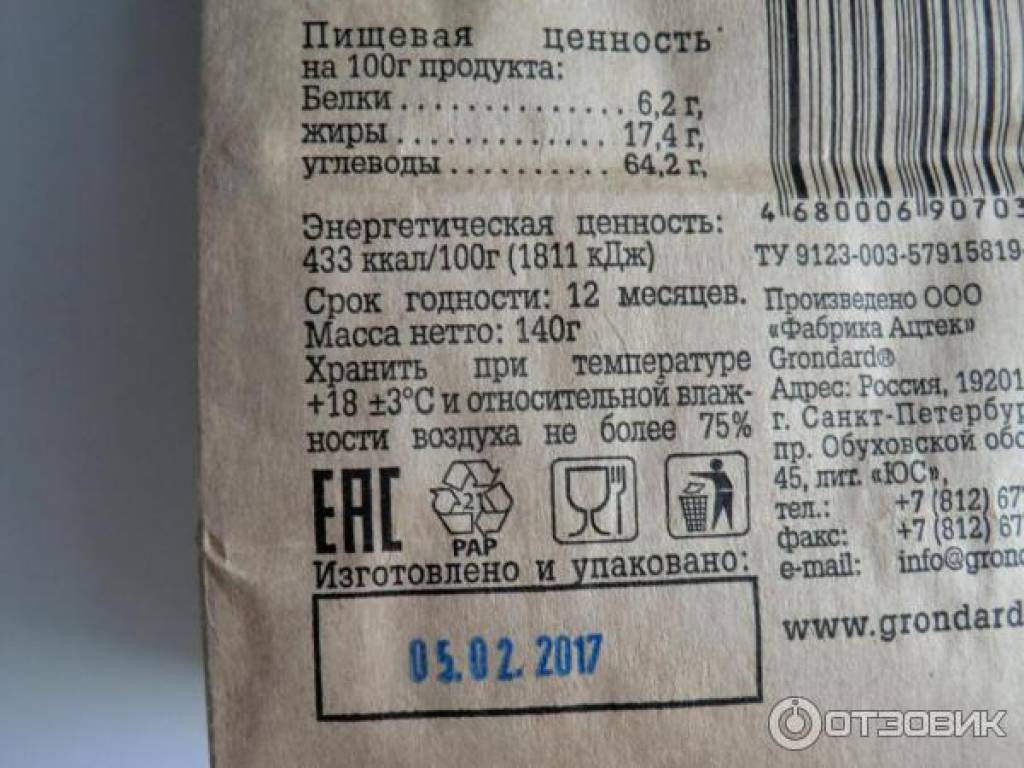 Пищевая ценность
на 100г продукта:
Белки.............. 6,2 г,
жиры.............. 17,4 г,
углеводы.......... 64,2 г,
Энергетическая ценность:
433 ккал/100г (1811 кДж)
Срок годности: 12 месяцев.
Масса нетто: 140г
Хранить при температуре
+18 ±3°С и относительной влаж-
ности воздуха не более 75%
EAC
21
PAP
Изготовлено и упаковано:
05.02.2017
4 680006 90703
ТУ 9123-003-57915819-
Произведено ООО
«Фабрика Ацтек»
Grondard®
Адрес: Россия, 19201
г. Санкт-Петербур
пр. Обуховской обо
45, лит. «ЮС»,
тел.: +7 (812) 67
факс: +7 (812) 67
e-mail: info@grond
www.grondard
ОТЗОВИК